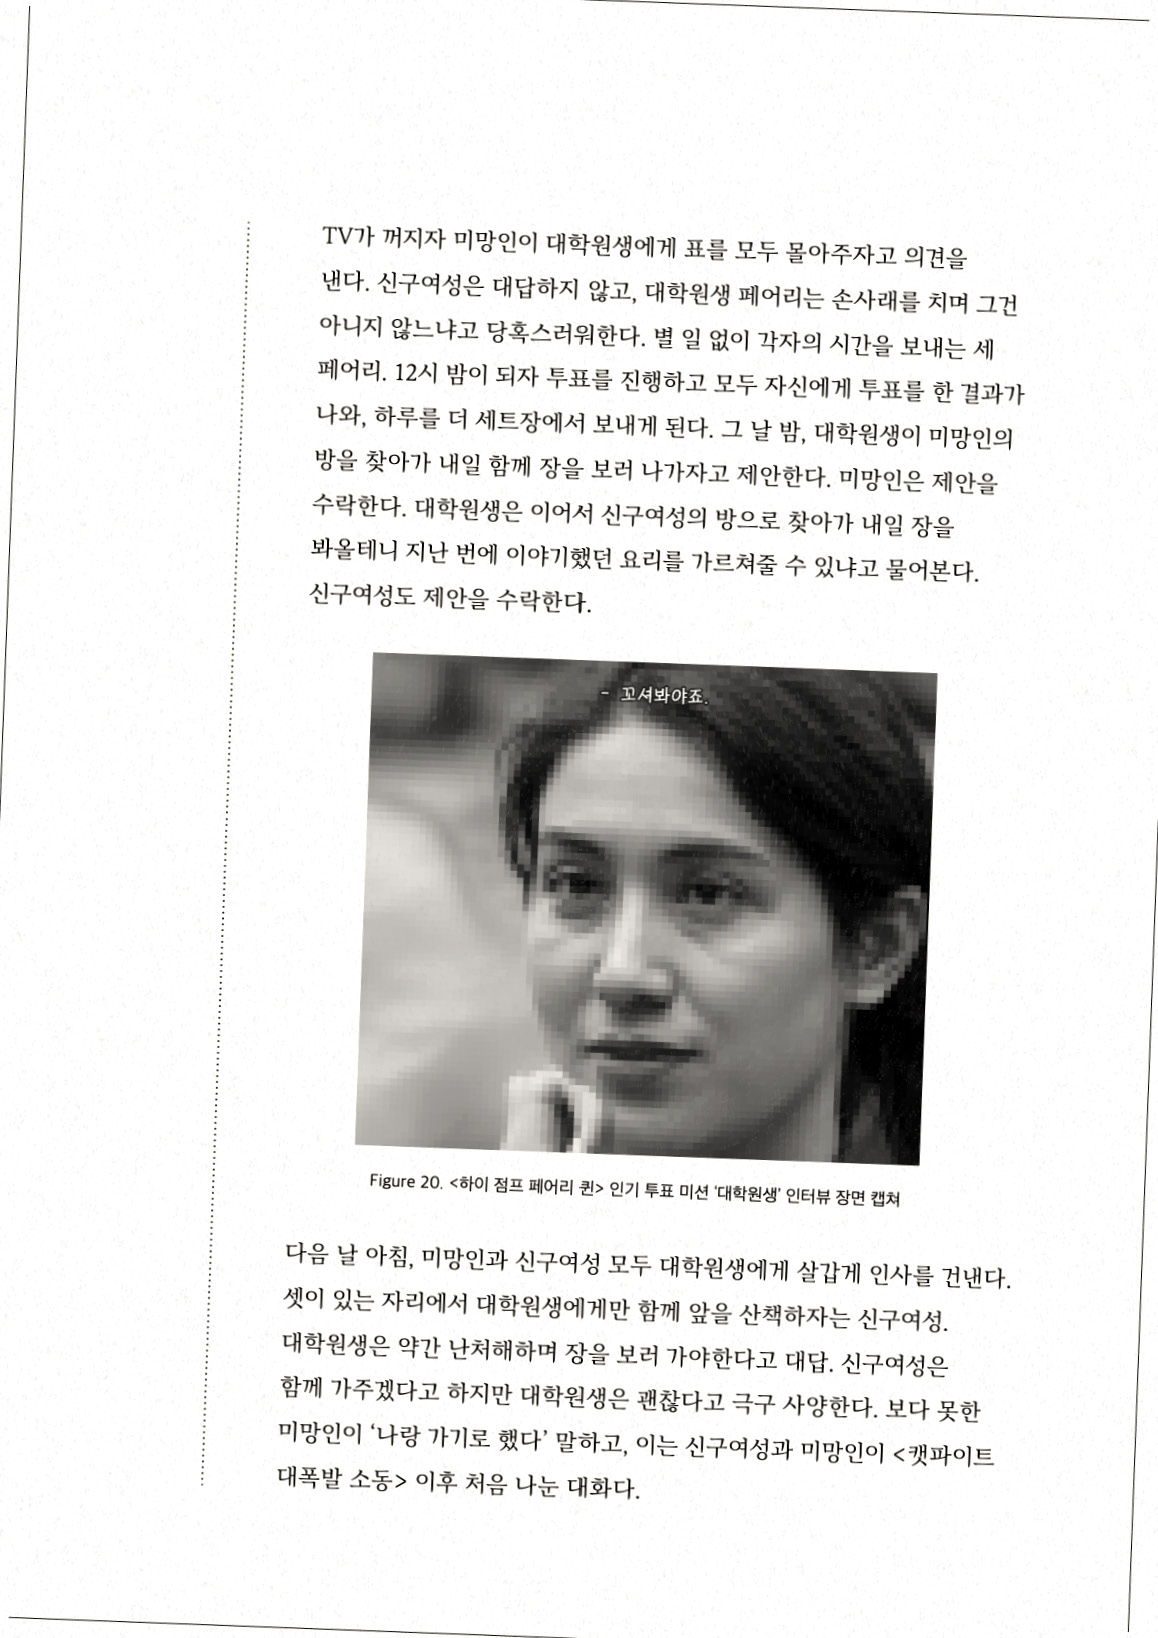 TV가 꺼지자 미망인이 대학원생에게 표를 모두 몰아주자고 의견을
낸다. 신구여성은 대답하지 않고, 대학원생 페어리는 손사래를 치며 그건
아니지 않느냐고 당혹스러워한다. 별 일 없이 각자의 시간을 보내는 세
페어리. 12시 밤이 되자 투표를 진행하고 모두 자신에게 투표를 한 결과가
나와, 하루를 더 세트장에서 보내게 된다. 그 날 밤, 대학원생이 미망인의
방을 찾아가 내일 함께 장을 보러 나가자고 제안한다. 미망인은 제안을
수락한다. 대학원생은 이어서 신구여성의 방으로 찾아가 내일 장을
봐올테니 지난 번에 이야기했던 요리를 가르쳐줄 수 있냐고 물어본다.
신구여성도 제안을 수락한다.
- 꼬셔봐야죠.
Figure 20. <하이 점프 페어리 퀸> 인기 투표 미션 ‘대학원생’ 인터뷰 장면 캡쳐
다음 날 아침, 미망인과 신구여성 모두 대학원생에게 살갑게 인사를 건낸다.
셋이 있는 자리에서 대학원생에게만 함께 앞을 산책하자는 신구여성.
대학원생은 약간 난처해하며 장을 보러 가야한다고 대답. 신구여성은
함께 가주겠다고 하지만 대학원생은 괜찮다고 극구 사양한다. 보다 못한
미망인이 ‘나랑 가기로 했다’ 말하고, 이는 신구여성과 미망인이 <캣파이트
대폭발 소동> 이후 처음 나눈 대화다.